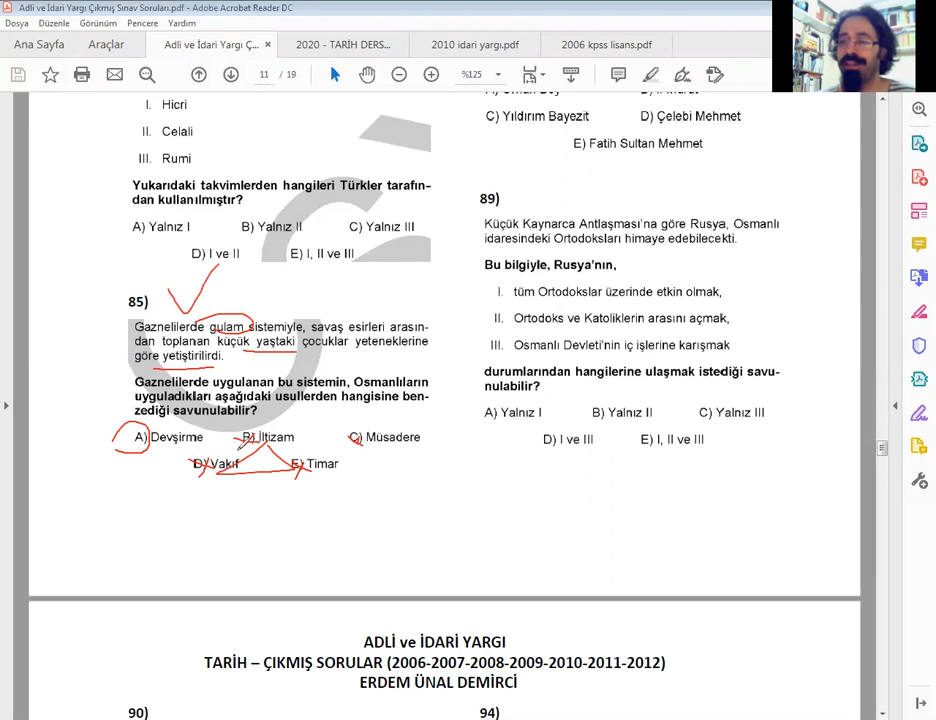 Adli ve İdari Yargı Çıkmış Sınav Soruları.pdf - Adobe Acrobat Reader DC
Dosya Düzenle Görünüm Pencere Yardım
Ana Sayfa Araçlar Adli ve İdari Yargı Ç... × 2020 - TARİH DERS... 2010 idari yargı.pdf 2006 kpss lisans.pdf
11 / 19 %125
I. Hicri
II. Celali
III. Rumi
Yukarıdaki takvimlerden hangileri Türkler tarafın-
dan kullanılmıştır?
A) Yalnız I B) Yalnız II C) Yalnız III
D) I ve II E) I, II ve III
85)
Gaznelilerde gulam sistemiyle, savaş esirleri arasın-
dan toplanan küçük yaştaki çocuklar yeteneklerine
göre yetiştirilirdi.
Gaznelilerde uygulanan bu sistemin, Osmanlıların
uyguladıkları aşağıdaki usullerden hangisine ben-
zediği savunulabilir?
A) Devşirme B) İltizam C) Müsadere
D) Vakıf E) Timar
C) Yıldırım Bayezit D) Çelebi Mehmet
E) Fatih Sultan Mehmet
89)
Küçük Kaynarca Antlaşması'na göre Rusya, Osmanlı
idaresindeki Ortodoksları himaye edebilecekti.
Bu bilgiyle, Rusya'nın,
I. tüm Ortodokslar üzerinde etkin olmak,
II. Ortodoks ve Katoliklerin arasını açmak,
III. Osmanlı Devleti'nin iç işlerine karışmak
durumlarından hangilerine ulaşmak istediği savu-
nulabilir?
A) Yalnız I B) Yalnız II C) Yalnız III
D) I ve III E) I, II ve III
ADLİ ve İDARİ YARGI
TARİH – ÇIKMIŞ SORULAR (2006-2007-2008-2009-2010-2011-2012)
ERDEM ÜNAL DEMİRCİ
90) 94)